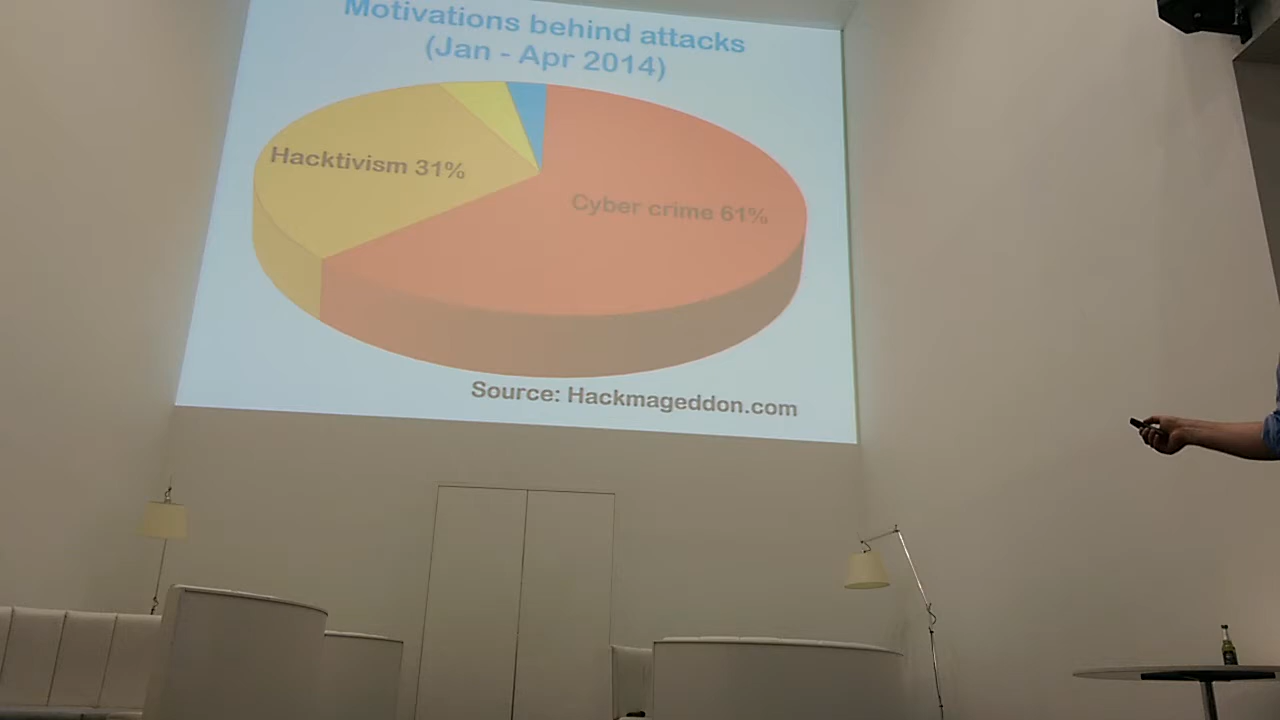 Motivations behind attacks
(Jan - Apr 2014)
Hacktivism 31%
Cyber crime 61%
Source: Hackmageddon.com